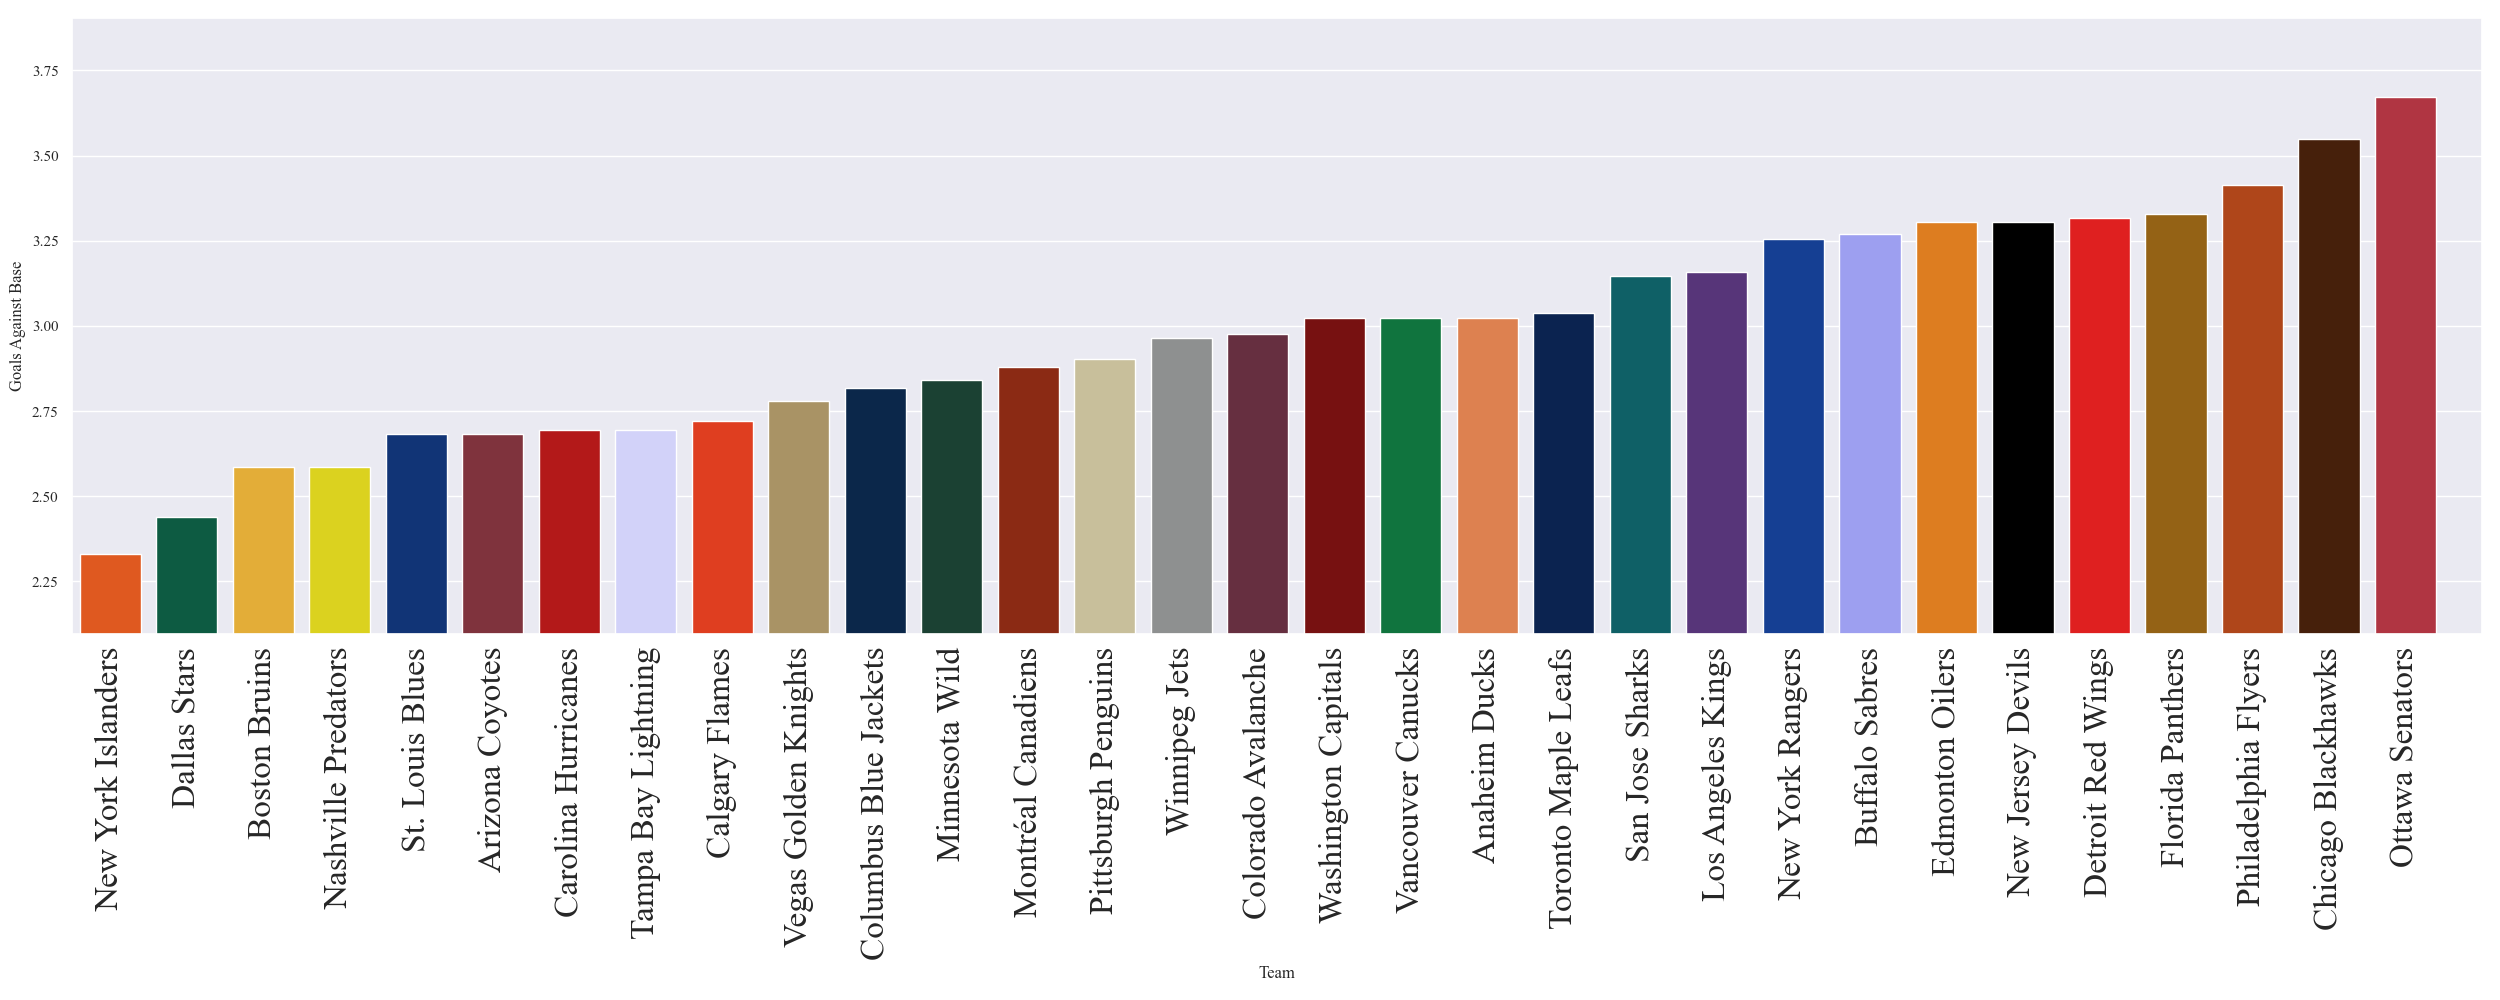 3.75
3.50
3.25
3.00
2.75
2.50
2.25
Goals Against Base
New York Islanders
Dallas Stars
Boston Bruins
Nashville Predators
St. Louis Blues
Arizona Coyotes
Carolina Hurricanes
Tampa Bay Lightning
Calgary Flames
Vegas Golden Knights
Columbus Blue Jackets
Minnesota Wild
Montréal Canadiens
Pittsburgh Penguins
Winnipeg Jets
Colorado Avalanche
Washington Capitals
Vancouver Canucks
Anaheim Ducks
Toronto Maple Leafs
San Jose Sharks
Los Angeles Kings
New York Rangers
Buffalo Sabres
Edmonton Oilers
New Jersey Devils
Detroit Red Wings
Florida Panthers
Philadelphia Flyers
Chicago Blackhawks
Ottawa Senators
Team